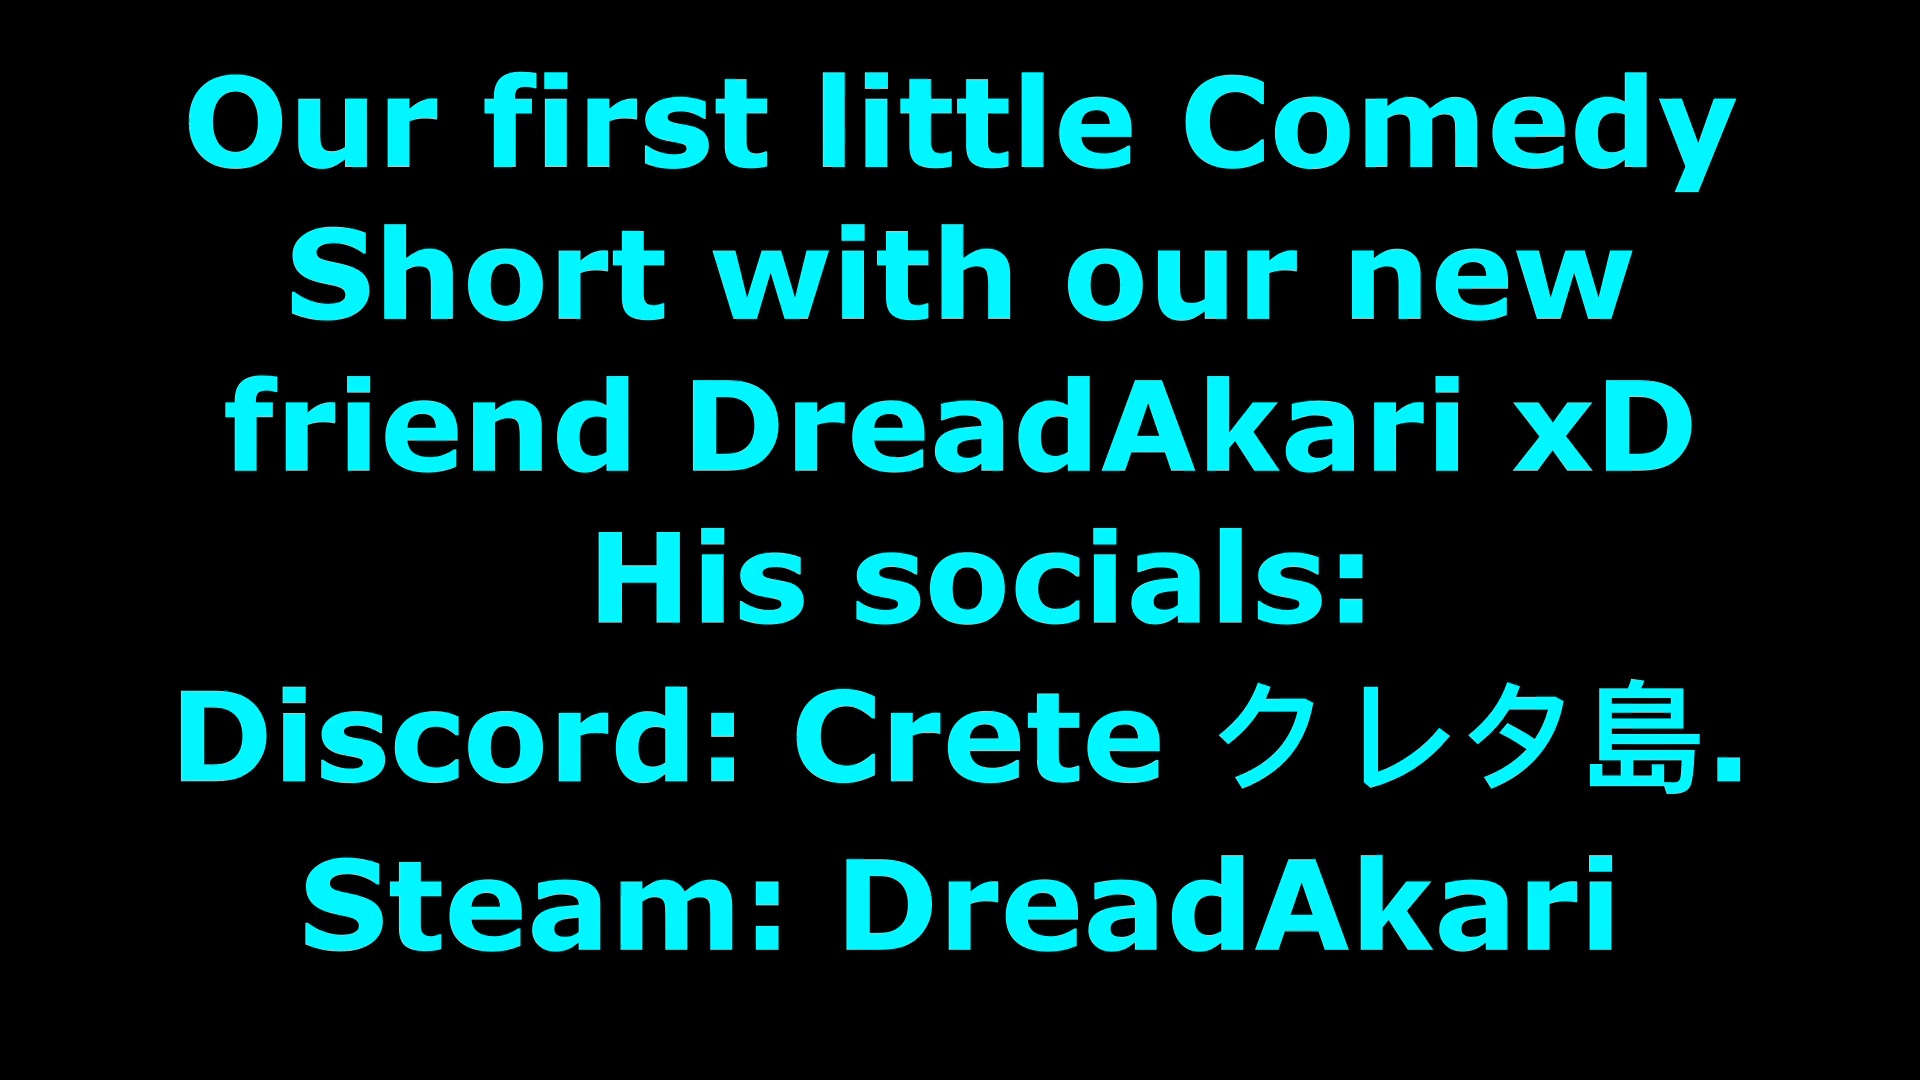 Our first little Comedy
Short with our new
friend DreadAkari xD
His socials:
Discord: Crete クレタ島.
Steam: DreadAkari